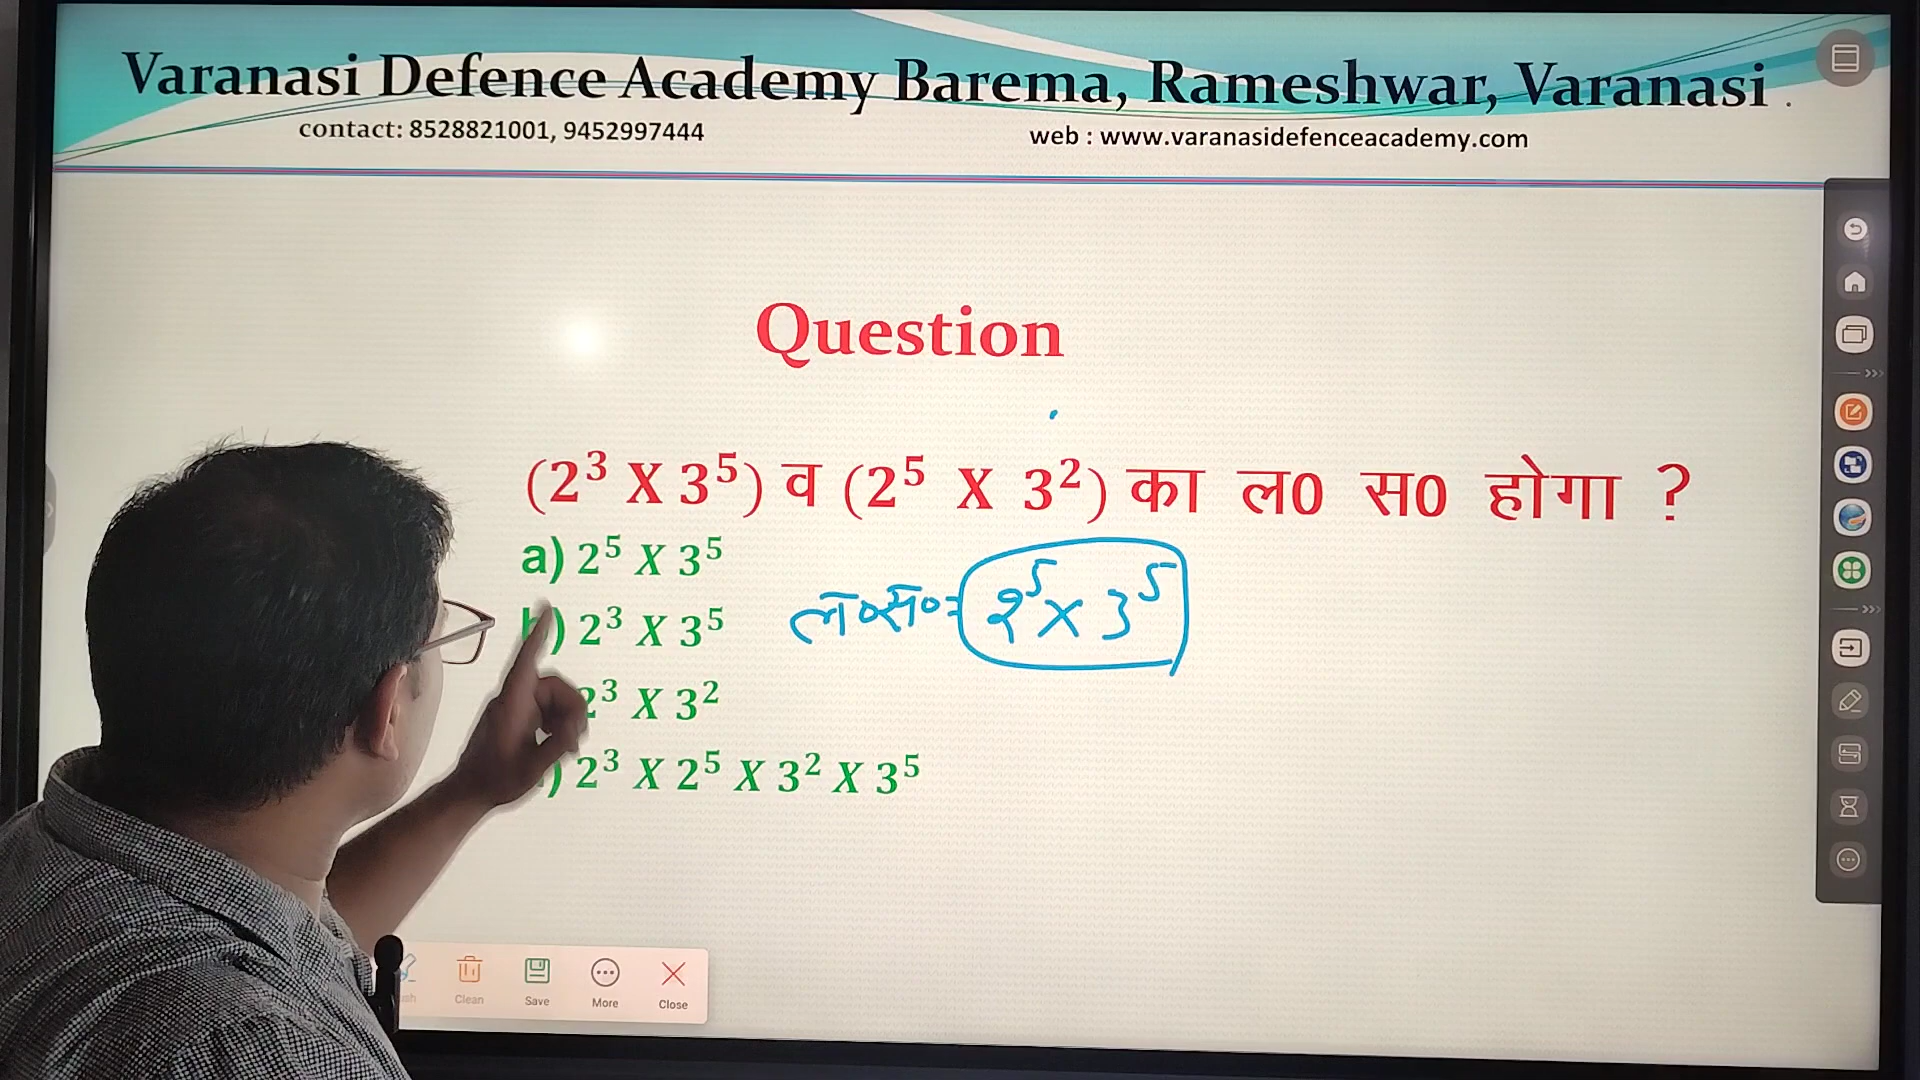 Varanasi Defence Academy Barema, Rameshwar, Varanasi .
contact: 8528821001, 9452997444 web : www.varanasidefenceacademy.com
Question
(2³ X 3⁵) व (2⁵ X 3²) का ल0 स0 होगा ?
a) 2⁵ X 3⁵
b) 2³ X 3⁵
ल०स०= 2⁵ x 3⁵
2³ X 3²
) 2³ X 2⁵ X 3² X 3⁵
Clean Save More Close